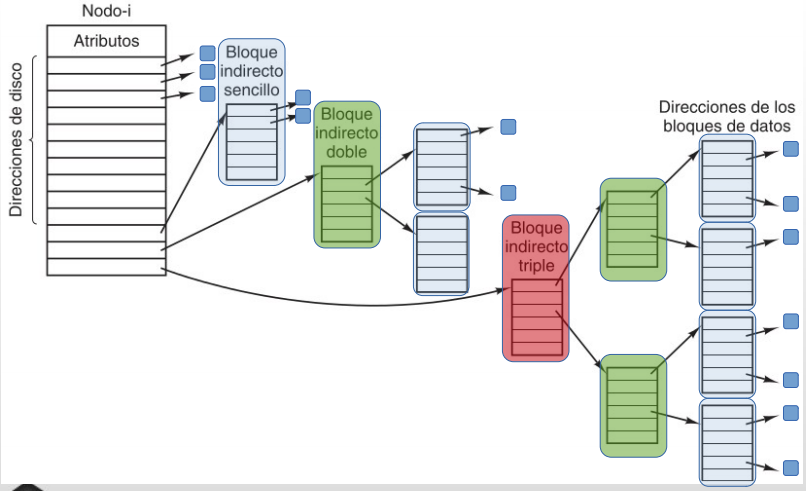 Nodo-i
Atributos
Direcciones de disco
Bloque
indirecto
sencillo
Bloque
indirecto
doble
Bloque
indirecto
triple
Direcciones de los
bloques de datos